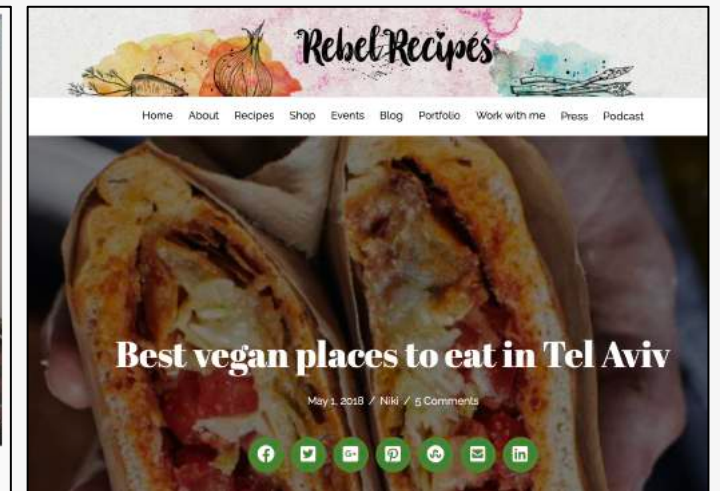 Rebel Recipes
Home About Recipes Shop Events Blog Portfolio Work with me Press Podcast
Best vegan places to eat in Tel Aviv
May 1, 2018 / Niki / 5 Comments